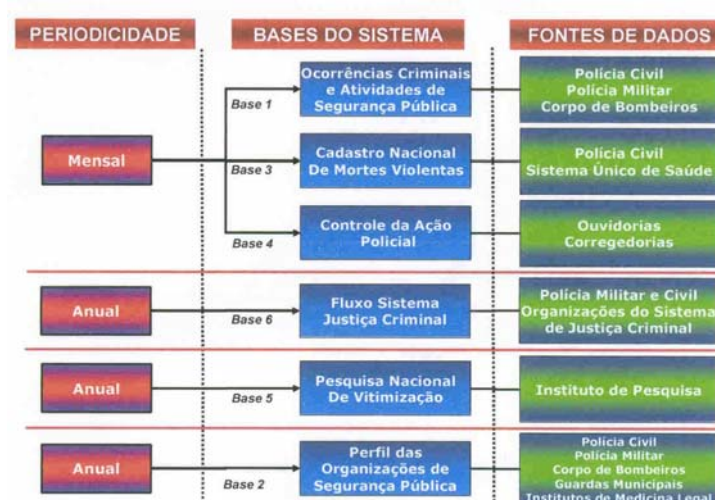 PERIODICIDADE
BASES DO SISTEMA
FONTES DE DADOS
Mensal
Base 1
Ocorrências Criminais
e Atividades de
Segurança Pública
Polícia Civil
Polícia Militar
Corpo de Bombeiros
Base 3
Cadastro Nacional
De Mortes Violentas
Polícia Civil
Sistema Único de Saúde
Base 4
Controle da Ação
Policial
Ouvidorias
Corregedorias
Anual
Base 6
Fluxo Sistema
Justiça Criminal
Polícia Militar e Civil
Organizações do Sistema
de Justiça Criminal
Anual
Base 5
Pesquisa Nacional
De Vitimização
Instituto de Pesquisa
Anual
Base 2
Perfil das
Organizações de
Segurança Pública
Polícia Civil
Polícia Militar
Corpo de Bombeiros
Guardas Municipais
Institutos de Medicina Legal